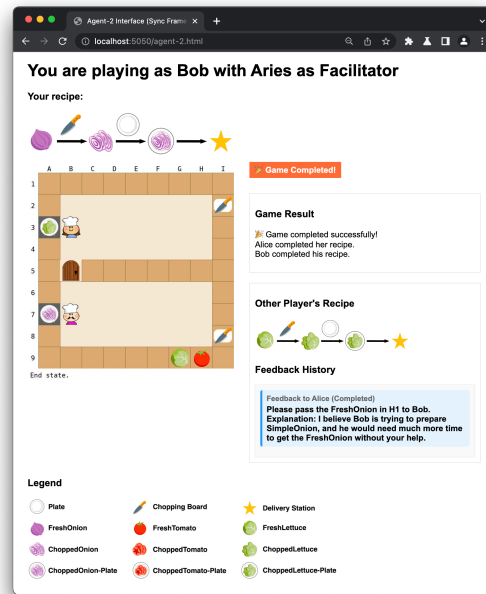 Agent-2 Interface (Sync Frame
localhost:5050/agent-2.html
You are playing as Bob with Aries as Facilitator
Your recipe:
A B C D E F G H I
1
2
3
4
5
6
7
8
9
End state.
Game Completed!
Game Result
Game completed successfully!
Alice completed her recipe.
Bob completed his recipe.
Other Player's Recipe
Feedback History
Feedback to Alice (Completed)
Please pass the FreshOnion in H1 to Bob.
Explanation: I believe Bob is trying to prepare
SimpleOnion, and he would need much more time
to get the FreshOnion without your help.
Legend
Plate
Chopping Board
Delivery Station
FreshOnion
FreshTomato
FreshLettuce
ChoppedOnion
ChoppedTomato
ChoppedLettuce
ChoppedOnion-Plate
ChoppedTomato-Plate
ChoppedLettuce-Plate